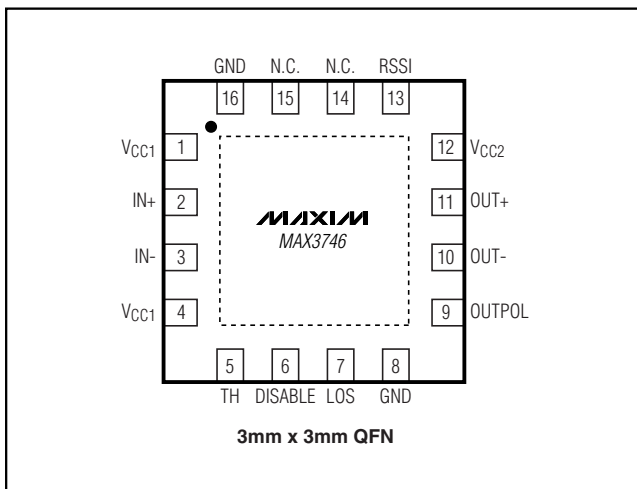 GND N.C. N.C. RSSI
16 15 14 13
VCC1 1 12 VCC2
IN+ 2 11 OUT+
MAXIM
MAX3746
IN- 3 10 OUT-
VCC1 4 9 OUTPOL
5 6 7 8
TH DISABLE LOS GND
3mm x 3mm QFN